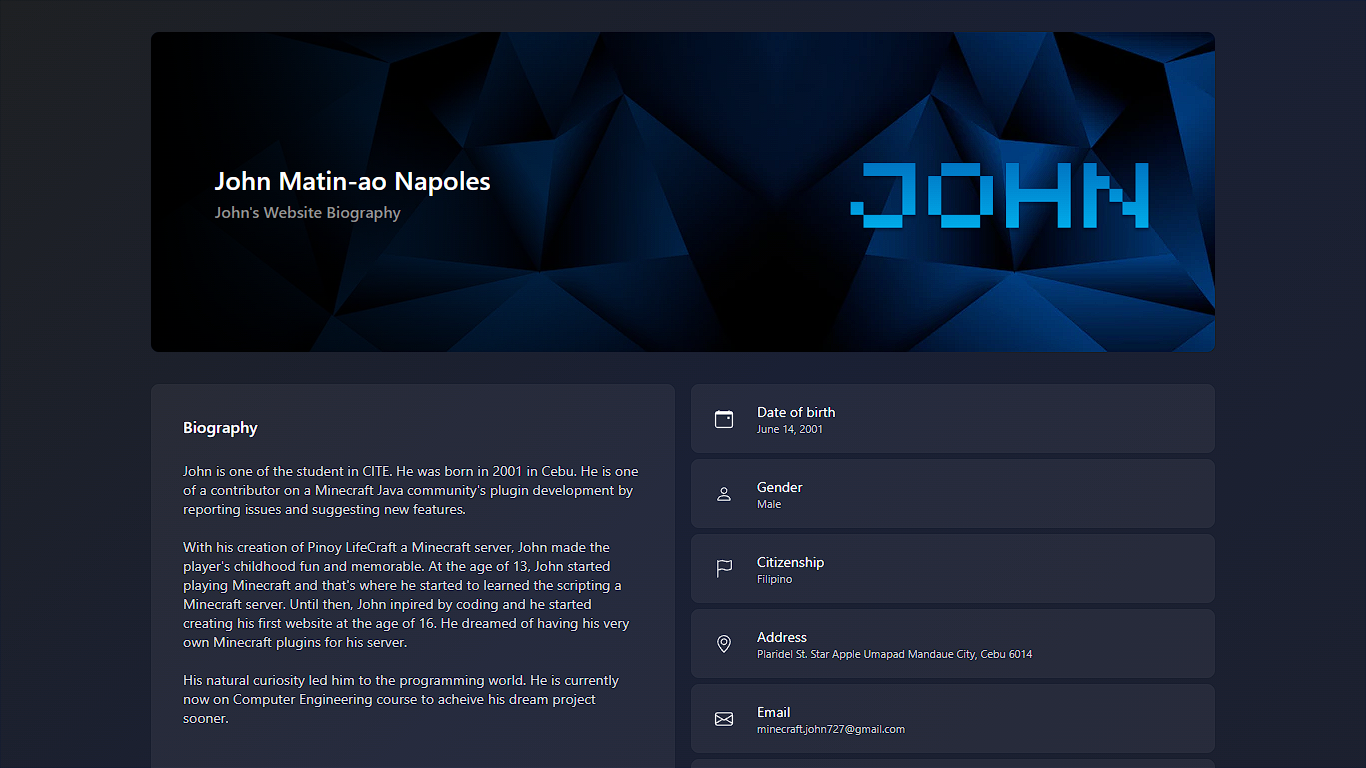 John Matin-ao Napoles
John's Website Biography
JOHN
Biography
John is one of the student in CITE. He was born in 2001 in Cebu. He is one
of a contributor on a Minecraft Java community's plugin development by
reporting issues and suggesting new features.
With his creation of Pinoy LifeCraft a Minecraft server, John made the
player's childhood fun and memorable. At the age of 13, John started
playing Minecraft and that's where he started to learned the scripting a
Minecraft server. Until then, John inpired by coding and he started
creating his first website at the age of 16. He dreamed of having his very
own Minecraft plugins for his server.
His natural curiosity led him to the programming world. He is currently
now on Computer Engineering course to acheive his dream project
sooner.
Date of birth
June 14, 2001
Gender
Male
Citizenship
Filipino
Address
Plaridel St. Star Apple Umapad Mandaue City, Cebu 6014
Email
minecraft.john727@gmail.com